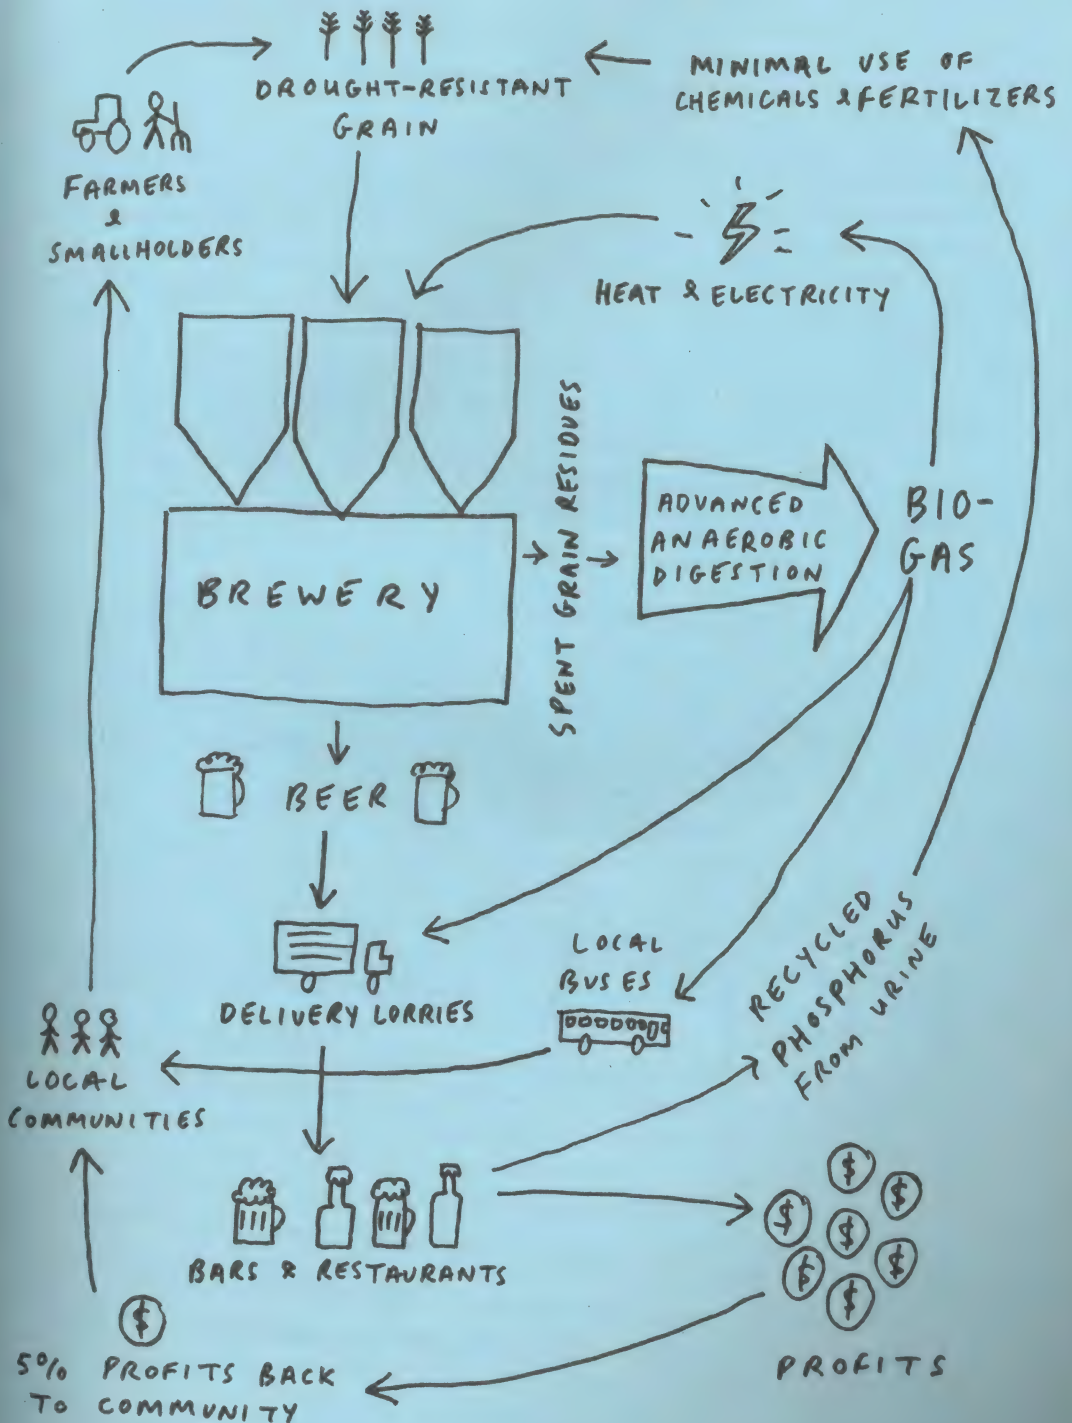 DROUGHT-RESISTANT
GRAIN
MINIMAL USE OF
CHEMICALS & FERTILIZERS
FARMERS
&
SMALLHOLDERS
HEAT & ELECTRICITY
SPENT GRAIN RESIDUES
ADVANCED
ANAEROBIC
DIGESTION
BIO-
GAS
BREWERY
BEER
LOCAL
BUSES
RECYCLED
PHOSPHORUS
FROM URINE
DELIVERY LORRIES
LOCAL
COMMUNITIES
BARS & RESTAURANTS
$
$
$
$
$
$
$
PROFITS
$
5% PROFITS BACK
TO COMMUNITY